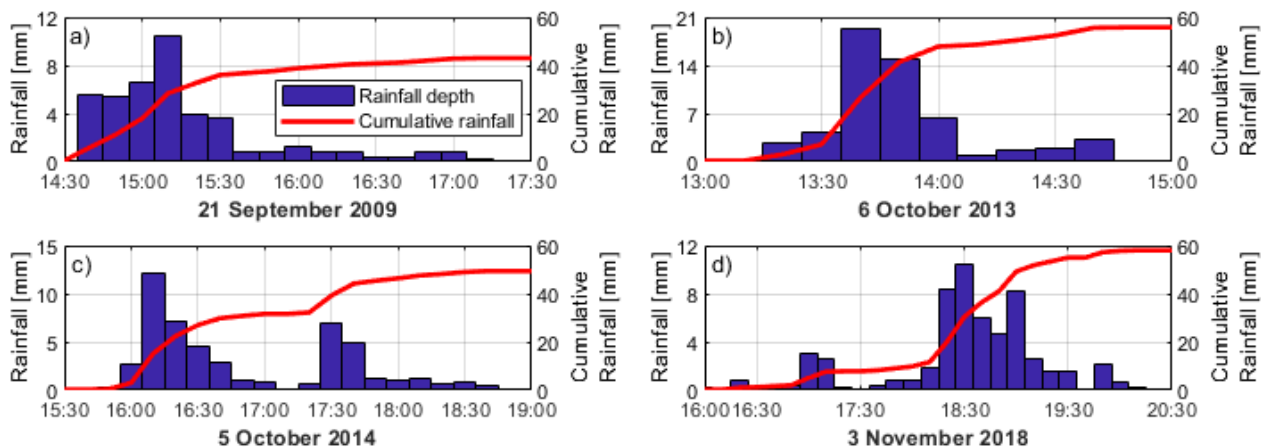 a)
Rainfall [mm]
12
8
4
0
60
40
20
0
Cumulative
Rainfall [mm]
Rainfall depth
Cumulative rainfall
14:30 15:00 15:30 16:00 16:30 17:00 17:30
21 September 2009
b)
Rainfall [mm]
21
14
7
0
60
40
20
0
Cumulative
Rainfall [mm]
13:00 13:30 14:00 14:30 15:00
6 October 2013
c)
Rainfall [mm]
15
10
5
0
60
40
20
0
Cumulative
Rainfall [mm]
15:30 16:00 16:30 17:00 17:30 18:00 18:30 19:00
5 October 2014
d)
Rainfall [mm]
12
8
4
0
60
40
20
0
Cumulative
Rainfall [mm]
16:00 16:30 17:30 18:30 19:30 20:30
3 November 2018